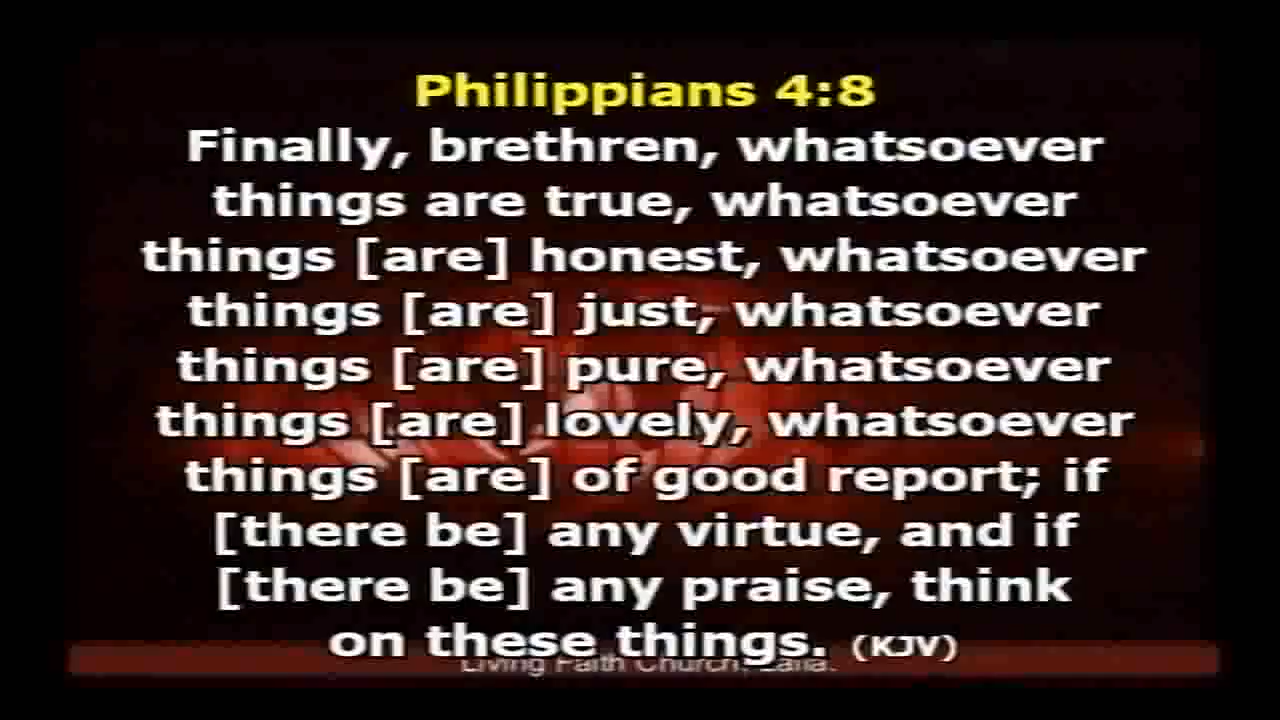 Philippians 4:8
Finally, brethren, whatsoever
things are true, whatsoever
things [are] honest, whatsoever
things [are] just, whatsoever
things [are] pure, whatsoever
things [are] lovely, whatsoever
things [are] of good report; if
[there be] any virtue, and if
[there be] any praise, think
on these things. (KJV)
Living Faith Church,